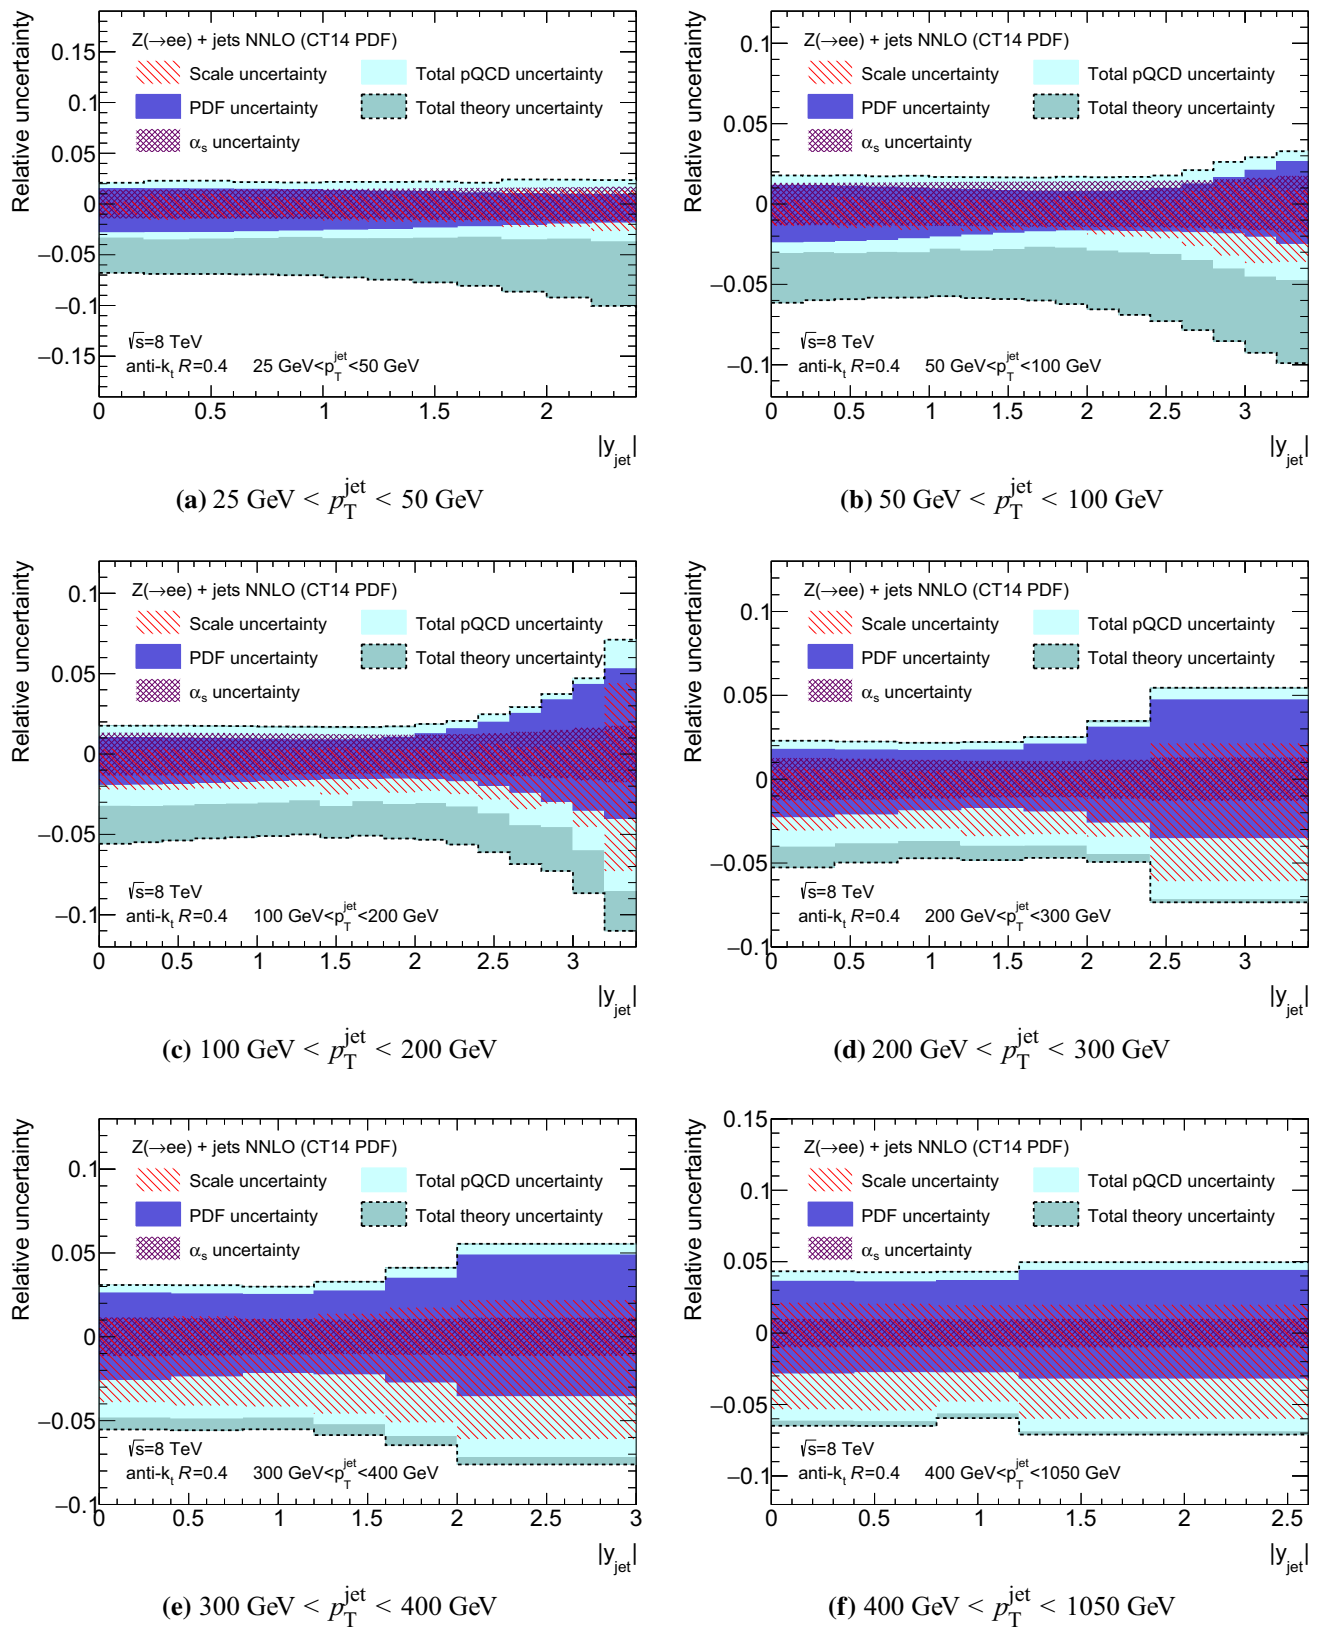 Relative uncertainty
Z(→ee) + jets NNLO (CT14 PDF)
Scale uncertainty
Total pQCD uncertainty
PDF uncertainty
Total theory uncertainty
αs uncertainty
0.15
0.1
0.05
0
−0.05
−0.1
−0.15
√s=8 TeV
anti-kt R=0.4 25 GeV<pTjet<50 GeV
0 0.5 1 1.5 2
|yjet|
(a) 25 GeV < pTjet < 50 GeV
Relative uncertainty
Z(→ee) + jets NNLO (CT14 PDF)
Scale uncertainty
Total pQCD uncertainty
PDF uncertainty
Total theory uncertainty
αs uncertainty
0.1
0.05
0
−0.05
−0.1
√s=8 TeV
anti-kt R=0.4 50 GeV<pTjet<100 GeV
0 0.5 1 1.5 2 2.5 3
|yjet|
(b) 50 GeV < pTjet < 100 GeV
Relative uncertainty
Z(→ee) + jets NNLO (CT14 PDF)
Scale uncertainty
Total pQCD uncertainty
PDF uncertainty
Total theory uncertainty
αs uncertainty
0.1
0.05
0
−0.05
−0.1
√s=8 TeV
anti-kt R=0.4 100 GeV<pTjet<200 GeV
0 0.5 1 1.5 2 2.5 3
|yjet|
(c) 100 GeV < pTjet < 200 GeV
Relative uncertainty
Z(→ee) + jets NNLO (CT14 PDF)
Scale uncertainty
Total pQCD uncertainty
PDF uncertainty
Total theory uncertainty
αs uncertainty
0.1
0.05
0
−0.05
−0.1
√s=8 TeV
anti-kt R=0.4 200 GeV<pTjet<300 GeV
0 0.5 1 1.5 2 2.5 3
|yjet|
(d) 200 GeV < pTjet < 300 GeV
Relative uncertainty
Z(→ee) + jets NNLO (CT14 PDF)
Scale uncertainty
Total pQCD uncertainty
PDF uncertainty
Total theory uncertainty
αs uncertainty
0.1
0.05
0
−0.05
−0.1
√s=8 TeV
anti-kt R=0.4 300 GeV<pTjet<400 GeV
0 0.5 1 1.5 2 2.5 3
|yjet|
(e) 300 GeV < pTjet < 400 GeV
Relative uncertainty
Z(→ee) + jets NNLO (CT14 PDF)
Scale uncertainty
Total pQCD uncertainty
PDF uncertainty
Total theory uncertainty
αs uncertainty
0.15
0.1
0.05
0
−0.05
−0.1
√s=8 TeV
anti-kt R=0.4 400 GeV<pTjet<1050 GeV
0 0.5 1 1.5 2 2.5
|yjet|
(f) 400 GeV < pTjet < 1050 GeV